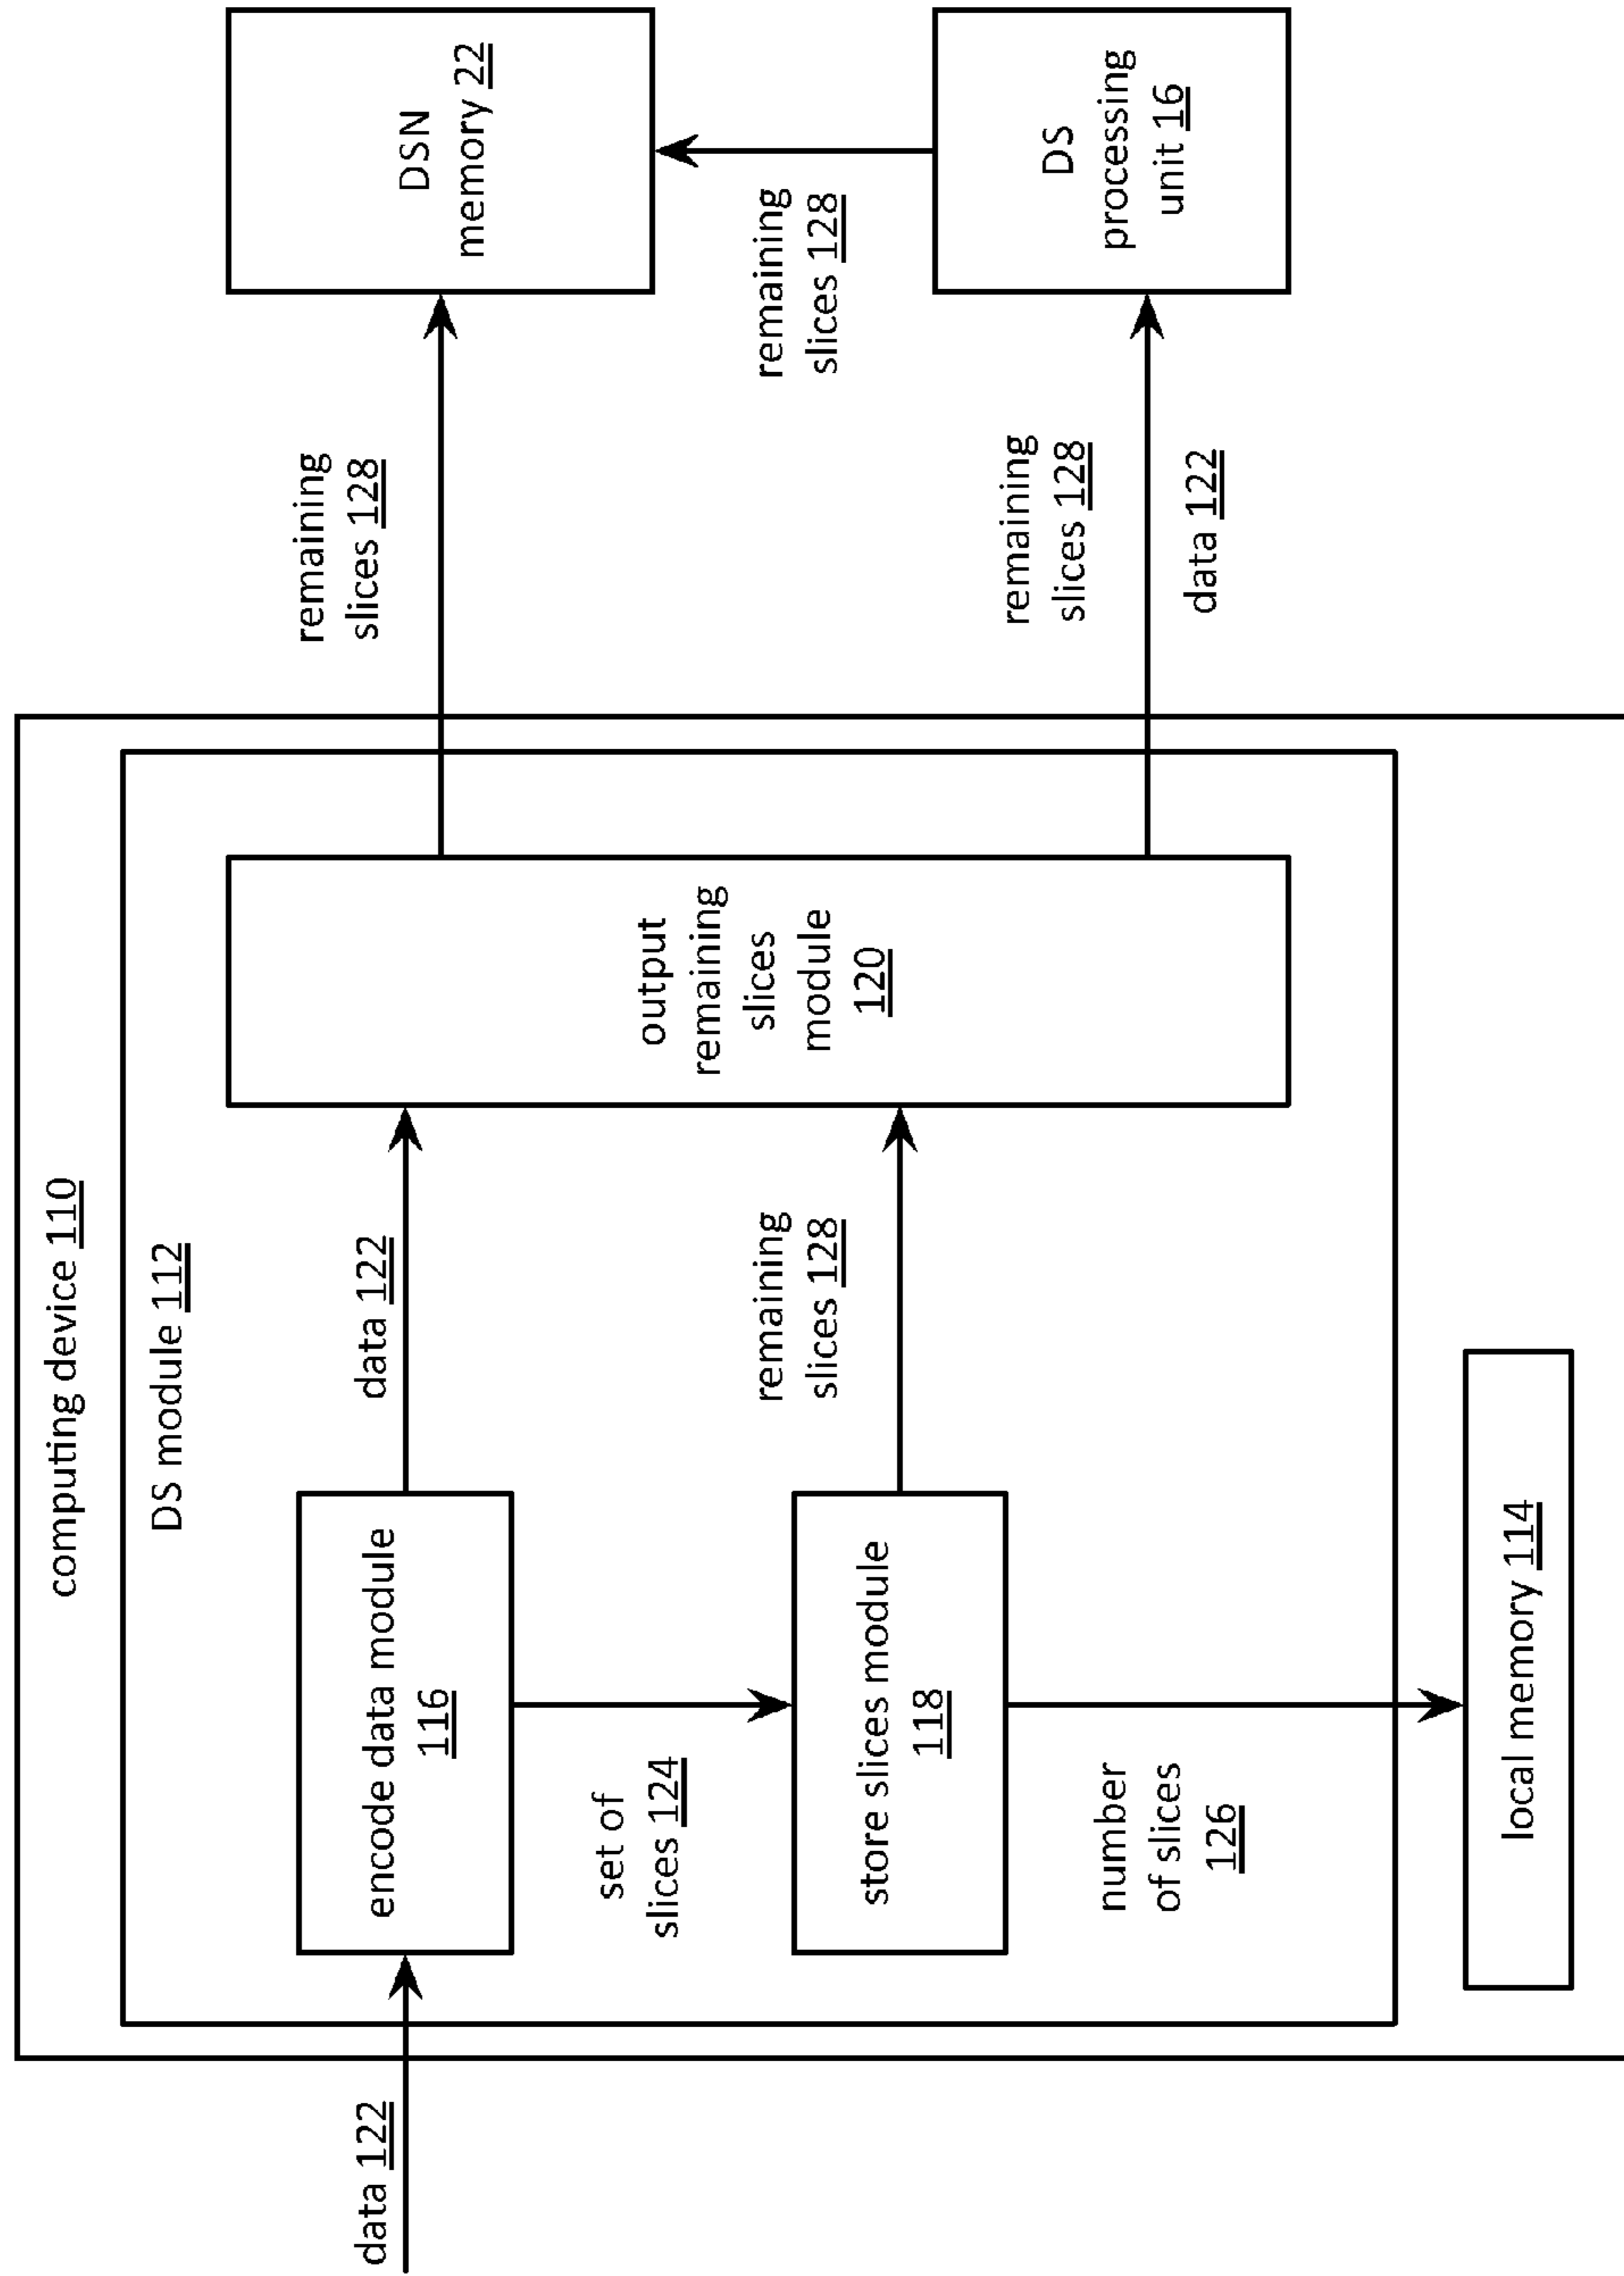 computing device 110
DS module 112
data 122
encode data module
116
data 122
set of
slices 124
store slices module
118
remaining
slices 128
number
of slices
126
local memory 114
output
remaining
slices
module
120
remaining
slices 128
remaining
slices 128
data 122
DSN
memory 22
remaining
slices 128
DS
processing
unit 16